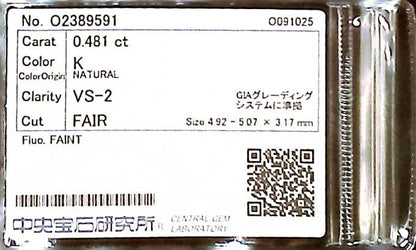 No. O2389591 O091025
Carat 0.481 ct
Color K
ColorOrigin NATURAL
Clarity VS-2 GIAグレーディング
システムに準拠
Cut FAIR Size 4.92 - 5.07 × 3.17 mm
Fluo. FAINT
中央宝石研究所 CENTRAL GEM
LABORATORY